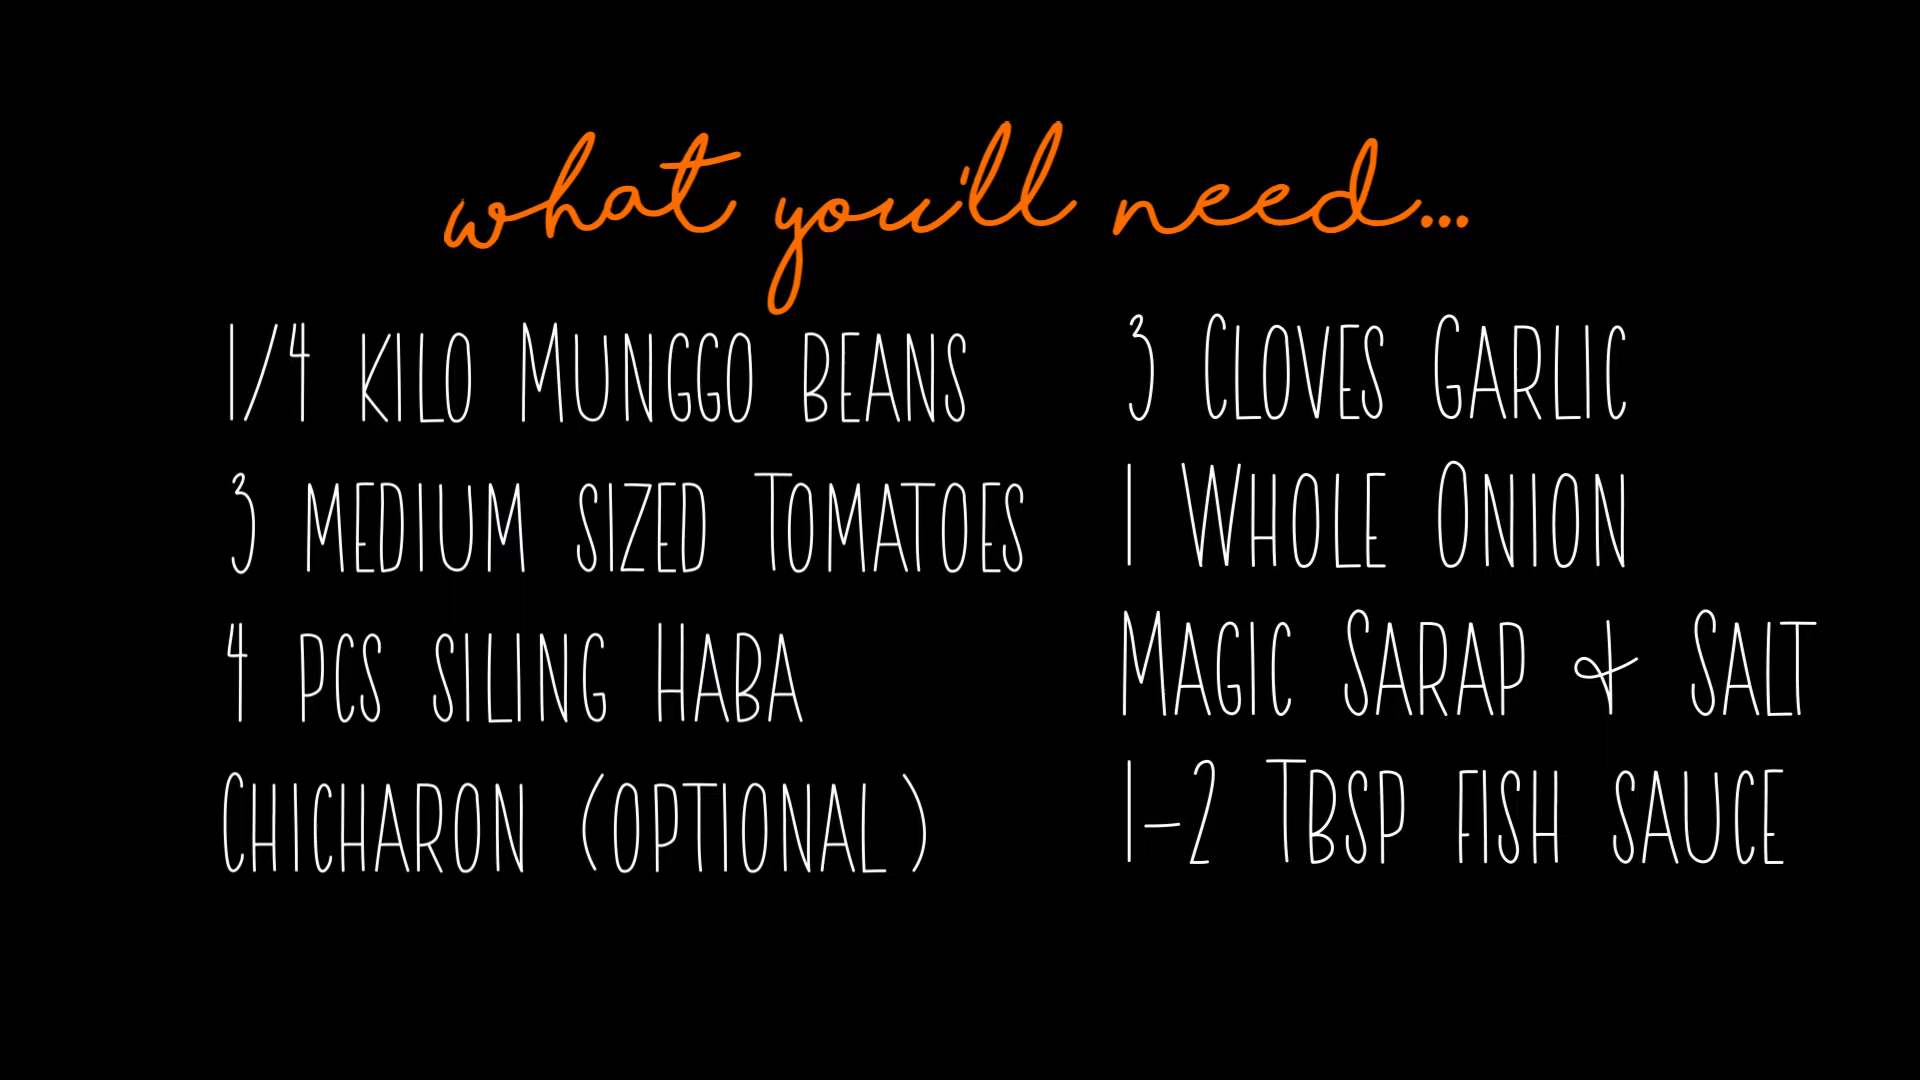 what you'll need...
1/4 kilo Munggo beans
3 medium sized Tomatoes
4 pcs siling Haba
Chicharon (optional)
3 Cloves Garlic
1 Whole Onion
Magic Sarap & Salt
1-2 Tbsp fish sauce